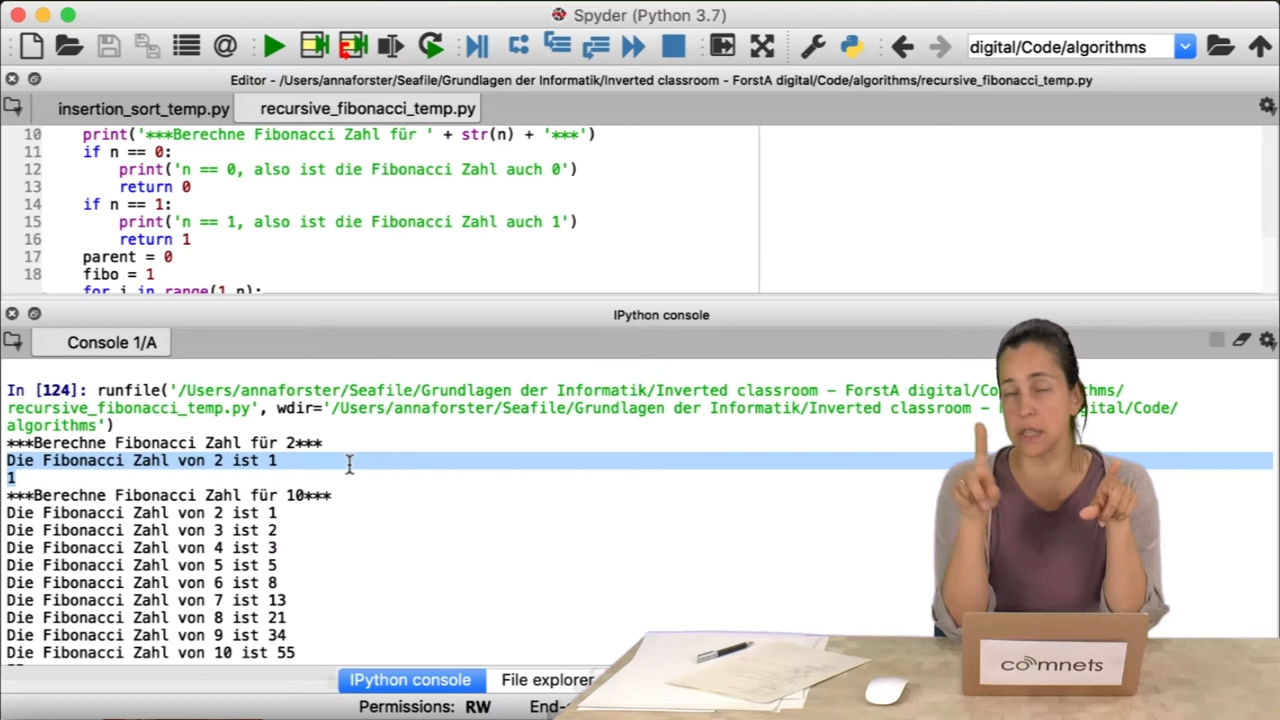 Spyder (Python 3.7)
digital/Code/algorithms
Editor - /Users/annaforster/Seafile/Grundlagen der Informatik/Inverted classroom - ForstA digital/Code/algorithms/recursive_fibonacci_temp.py
insertion_sort_temp.py recursive_fibonacci_temp.py
10 print('***Berechne Fibonacci Zahl für ' + str(n) + '***')
11 if n == 0:
12 print('n == 0, also ist die Fibonacci Zahl auch 0')
13 return 0
14 if n == 1:
15 print('n == 1, also ist die Fibonacci Zahl auch 1')
16 return 1
17 parent = 0
18 fibo = 1
for i in range(1,n):
IPython console
Console 1/A
In [124]: runfile('/Users/annaforster/Seafile/Grundlagen der Informatik/Inverted classroom – ForstA digital/
recursive_fibonacci_temp.py', wdir='/Users/annaforster/Seafile/Grundlagen der Informatik/Inverted classroom – /Code/
algorithms')
***Berechne Fibonacci Zahl für 2***
Die Fibonacci Zahl von 2 ist 1
1
***Berechne Fibonacci Zahl für 10***
Die Fibonacci Zahl von 2 ist 1
Die Fibonacci Zahl von 3 ist 2
Die Fibonacci Zahl von 4 ist 3
Die Fibonacci Zahl von 5 ist 5
Die Fibonacci Zahl von 6 ist 8
Die Fibonacci Zahl von 7 ist 13
Die Fibonacci Zahl von 8 ist 21
Die Fibonacci Zahl von 9 ist 34
Die Fibonacci Zahl von 10 ist 55
comnets
IPython console File explorer
Permissions: RW End-